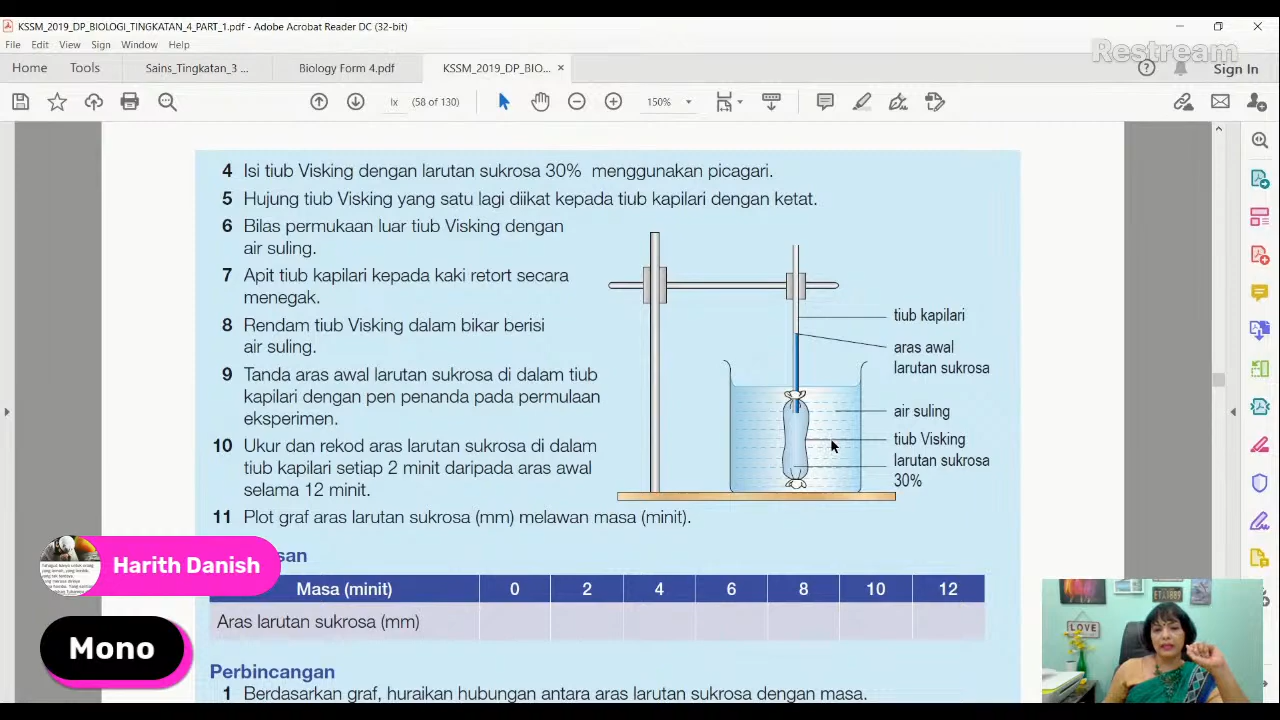 KSSM_2019_DP_BIOLOGI_TINGKATAN_4_PART_1.pdf - Adobe Acrobat Reader DC (32-bit)
File Edit View Sign Window Help
Restream
Home Tools Sains_Tingkatan_3 ... Biology Form 4.pdf KSSM_2019_DP_BIO... × Sign In
ix (58 of 130) 150%
4 Isi tiub Visking dengan larutan sukrosa 30% menggunakan picagari.
5 Hujung tiub Visking yang satu lagi diikat kepada tiub kapilari dengan ketat.
6 Bilas permukaan luar tiub Visking dengan
air suling.
7 Apit tiub kapilari kepada kaki retort secara
menegak.
8 Rendam tiub Visking dalam bikar berisi
air suling.
9 Tanda aras awal larutan sukrosa di dalam tiub
kapilari dengan pen penanda pada permulaan
eksperimen.
10 Ukur dan rekod aras larutan sukrosa di dalam
tiub kapilari setiap 2 minit daripada aras awal
selama 12 minit.
11 Plot graf aras larutan sukrosa (mm) melawan masa (minit).
tiub kapilari
aras awal
larutan sukrosa
air suling
tiub Visking
larutan sukrosa
30%
san
Masa (minit) 0 2 4 6 8 10 12
Aras larutan sukrosa (mm)
Perbincangan
1 Berdasarkan graf, huraikan hubungan antara aras larutan sukrosa dengan masa.
Harith Danish
Mono
LOVE